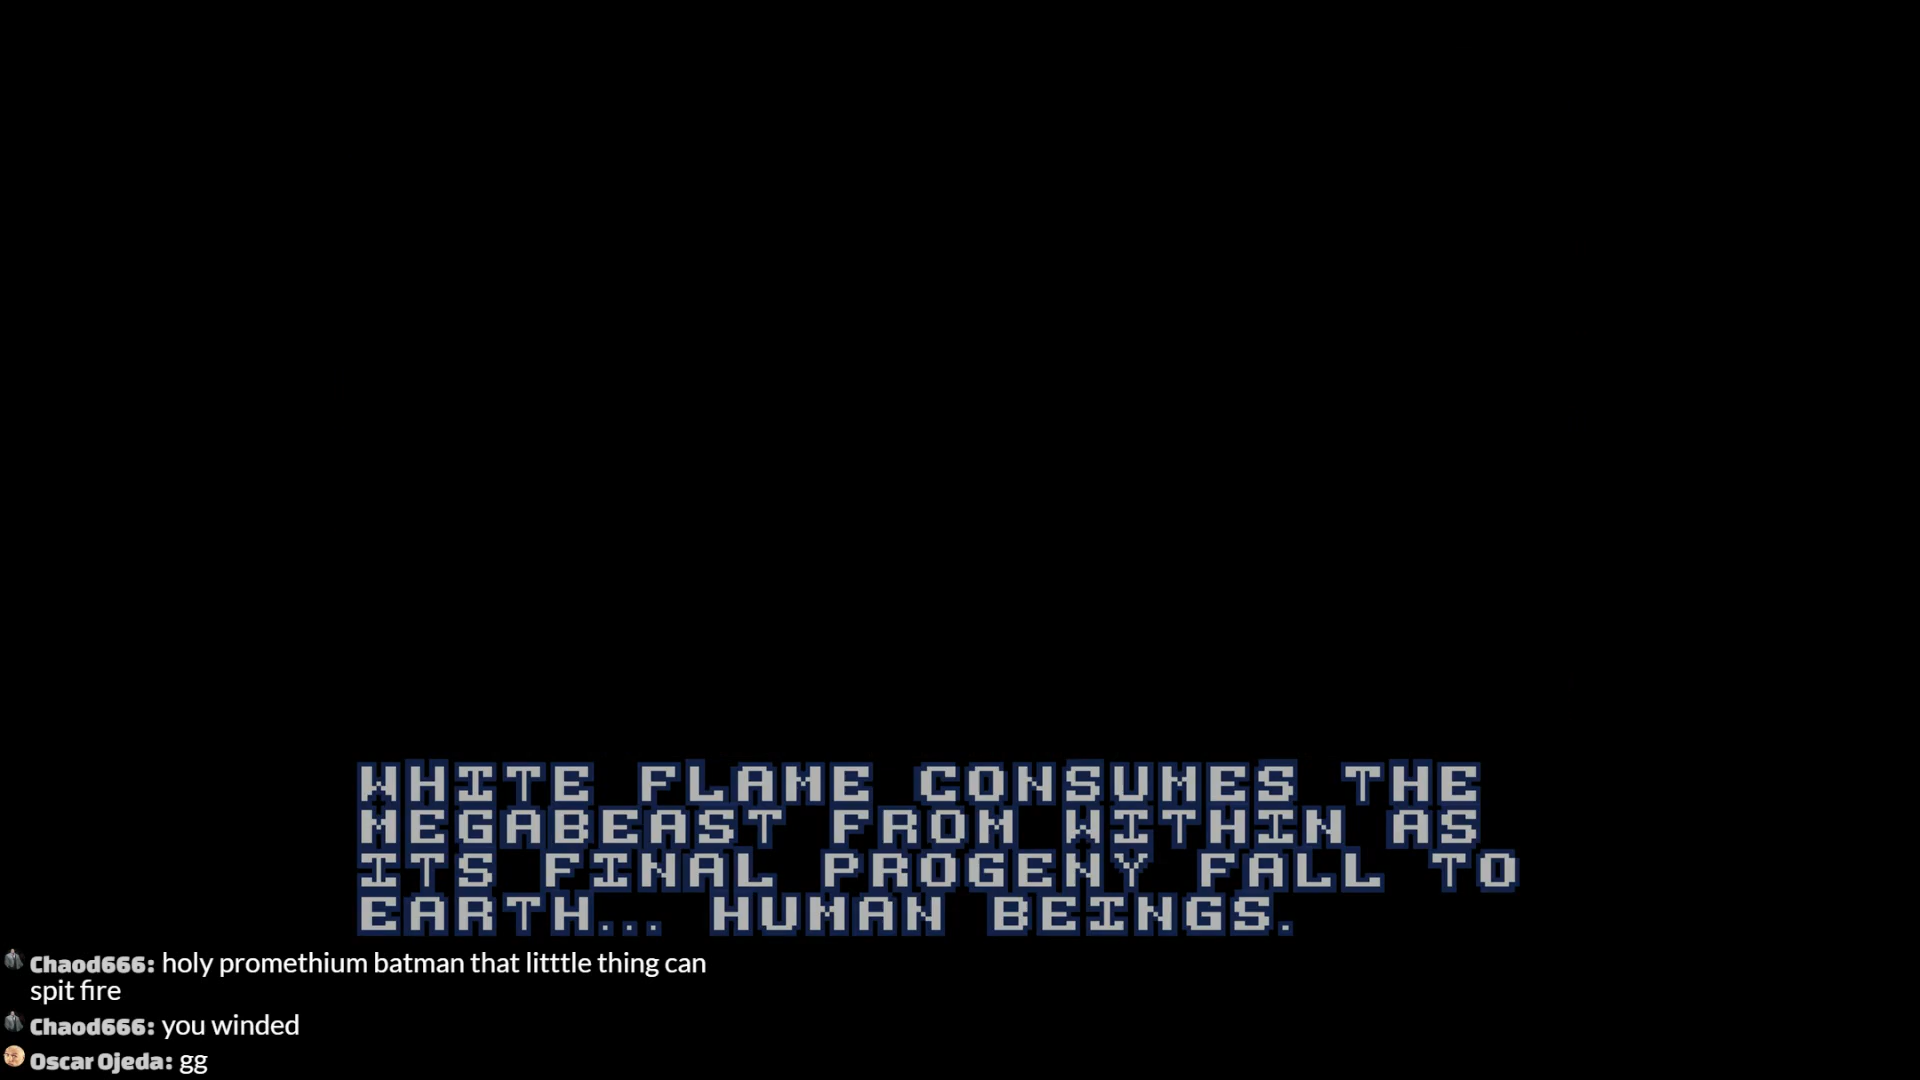 WHITE FLAME CONSUMES THE
MEGABEAST FROM WITHIN AS
ITS FINAL PROGENY FALL TO
EARTH... HUMAN BEINGS.
Chaod666: holy promethium batman that litttle thing can
spit fire
Chaod666: you winded
Oscar Ojeda: gg